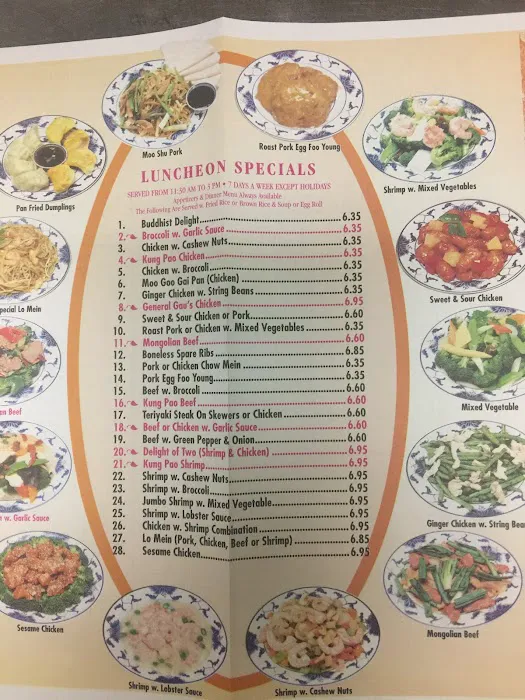 Moo Shu Pork
Roast Pork Egg Foo Young
Shrimp w. Mixed Vegetables
Pan Fried Dumplings
LUNCHEON SPECIALS
SERVED FROM 11:30 AM TO 3 PM • 7 DAYS A WEEK EXCEPT HOLIDAYS
Appetizers & Dinner Menu Always Available
The Following Are Served w. Fried Rice or Brown Rice & Soup or Egg Roll
1. Buddhist Delight 6.35
2. Broccoli w. Garlic Sauce 6.35
3. Chicken w. Cashew Nuts 6.35
4. Kung Pao Chicken 6.35
5. Chicken w. Broccoli 6.35
6. Moo Goo Gai Pan (Chicken) 6.35
7. Ginger Chicken w. String Beans 6.35
8. General Gau's Chicken 6.95
9. Sweet & Sour Chicken or Pork 6.60
10. Roast Pork or Chicken w. Mixed Vegetables 6.35
11. Mongolian Beef 6.60
12. Boneless Spare Ribs 6.85
13. Pork or Chicken Chow Mein 6.35
14. Pork Egg Foo Young 6.35
15. Beef w. Broccoli 6.60
16. Kung Pao Beef 6.60
17. Teriyaki Steak On Skewers or Chicken 6.60
18. Beef or Chicken w. Garlic Sauce 6.60
19. Beef w. Green Pepper & Onion 6.60
20. Delight of Two (Shrimp & Chicken) 6.95
21. Kung Pao Shrimp 6.95
22. Shrimp w. Cashew Nuts 6.95
23. Shrimp w. Broccoli 6.95
24. Jumbo Shrimp w. Mixed Vegetable 6.95
25. Shrimp w. Lobster Sauce 6.95
26. Chicken w. Shrimp Combination 6.95
27. Lo Mein (Pork, Chicken, Beef or Shrimp) 6.85
28. Sesame Chicken 6.95
pecial Lo Mein
Sweet & Sour Chicken
an Beef
Mixed Vegetable
w. Garlic Sauce
Ginger Chicken w. String Bea
Sesame Chicken
Mongolian Beef
Shrimp w. Lobster Sauce
Shrimp w. Cashew Nuts